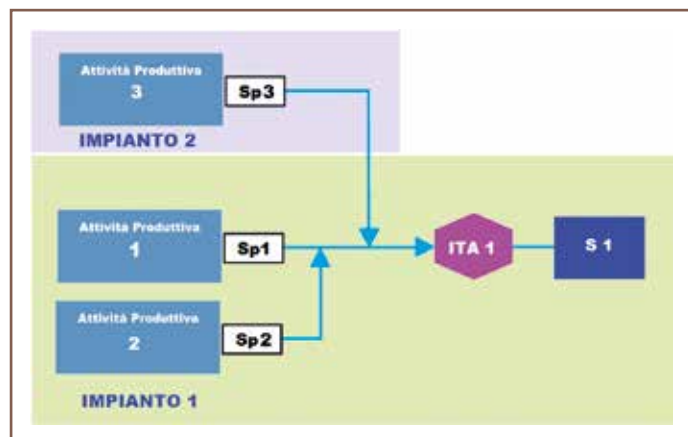 Attività Produttiva
3
Sp3
IMPIANTO 2
Attività Produttiva
1
Sp1
ITA 1
S 1
Attività Produttiva
2
Sp2
IMPIANTO 1